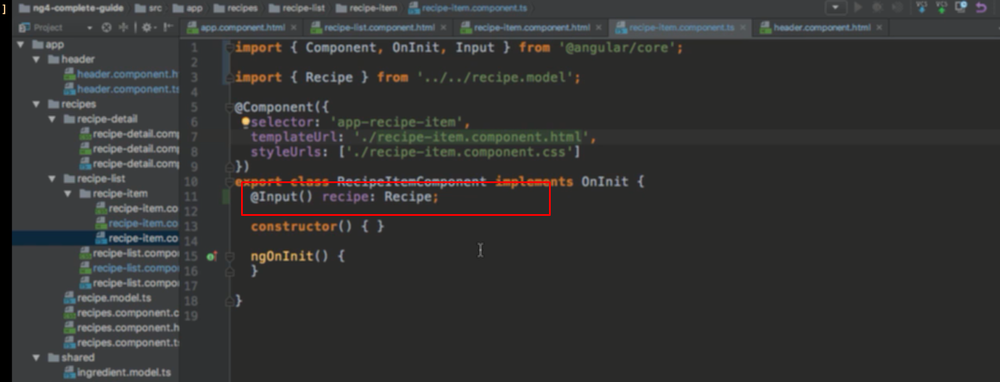 ]
ng4-complete-guide src app recipes recipe-list recipe-item recipe-item.component.ts
VCS VCS
Project
app.component.html recipe-list.component.html recipe-item.component.html recipe-item.component.ts header.component.html
app
header
header.component.h
header.component.ts
recipes
recipe-detail
recipe-detail.comp
recipe-detail.comp
recipe-detail.comp
recipe-list
recipe-item
recipe-item.co
recipe-item.co
recipe-item.co
recipe-list.compo
recipe-list.compo
recipe-list.compo
recipe.model.ts
recipes.component.c
recipes.component.h
recipes.component.t
shared
ingredient.model.ts
1 import { Component, OnInit, Input } from '@angular/core';
2
3 import { Recipe } from '../../recipe.model';
4
5 @Component({
6 selector: 'app-recipe-item',
7 templateUrl: './recipe-item.component.html',
8 styleUrls: ['./recipe-item.component.css']
9 })
10 export class RecipeItemComponent implements OnInit {
11 @Input() recipe: Recipe;
12
13 constructor() { }
14
15 ngOnInit() {
16 }
17
18 }
19